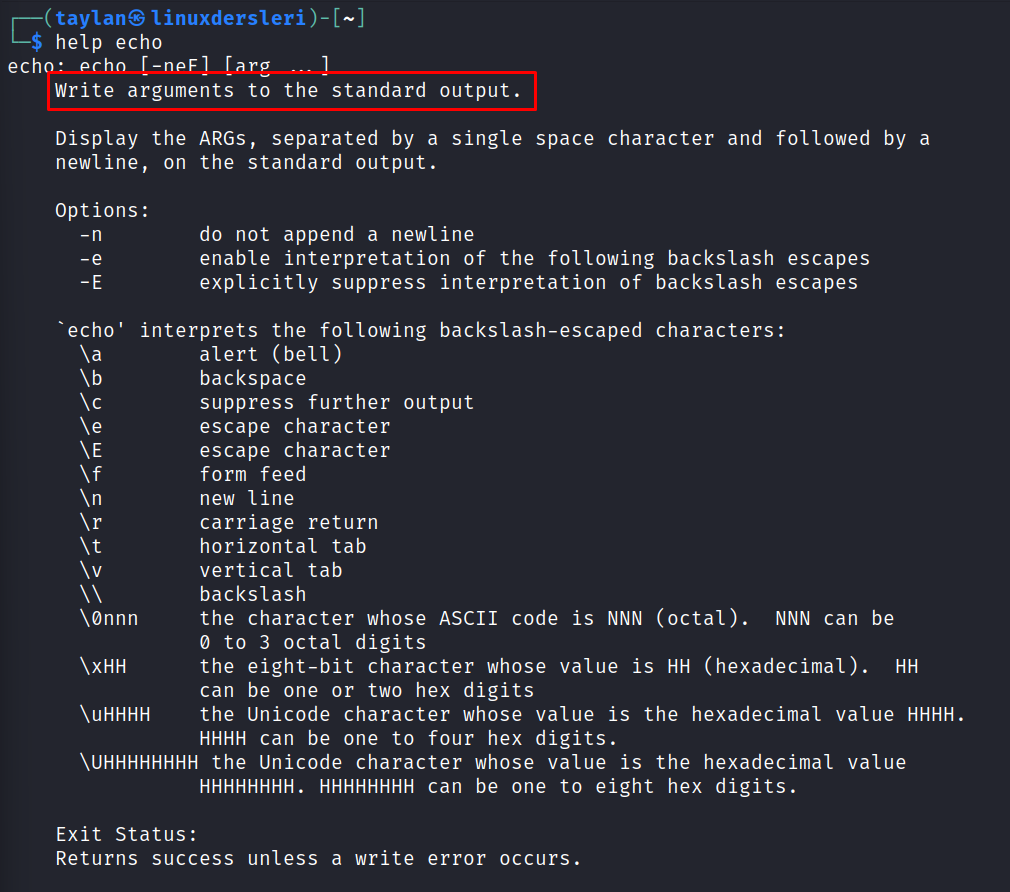 ┌──(taylan㉿linuxdersleri)-[~]
└─$ help echo
echo: echo [-neE] [arg ...]
    Write arguments to the standard output.

    Display the ARGs, separated by a single space character and followed by a
    newline, on the standard output.

    Options:
      -n        do not append a newline
      -e        enable interpretation of the following backslash escapes
      -E        explicitly suppress interpretation of backslash escapes

    `echo' interprets the following backslash-escaped characters:
      \a        alert (bell)
      \b        backspace
      \c        suppress further output
      \e        escape character
      \E        escape character
      \f        form feed
      \n        new line
      \r        carriage return
      \t        horizontal tab
      \v        vertical tab
      \\        backslash
      \0nnn     the character whose ASCII code is NNN (octal).  NNN can be
                0 to 3 octal digits
      \xHH      the eight-bit character whose value is HH (hexadecimal).  HH
                can be one or two hex digits
      \uHHHH    the Unicode character whose value is the hexadecimal value HHHH.
                HHHH can be one to four hex digits.
      \UHHHHHHHH the Unicode character whose value is the hexadecimal value
                HHHHHHHH. HHHHHHHH can be one to eight hex digits.

    Exit Status:
    Returns success unless a write error occurs.